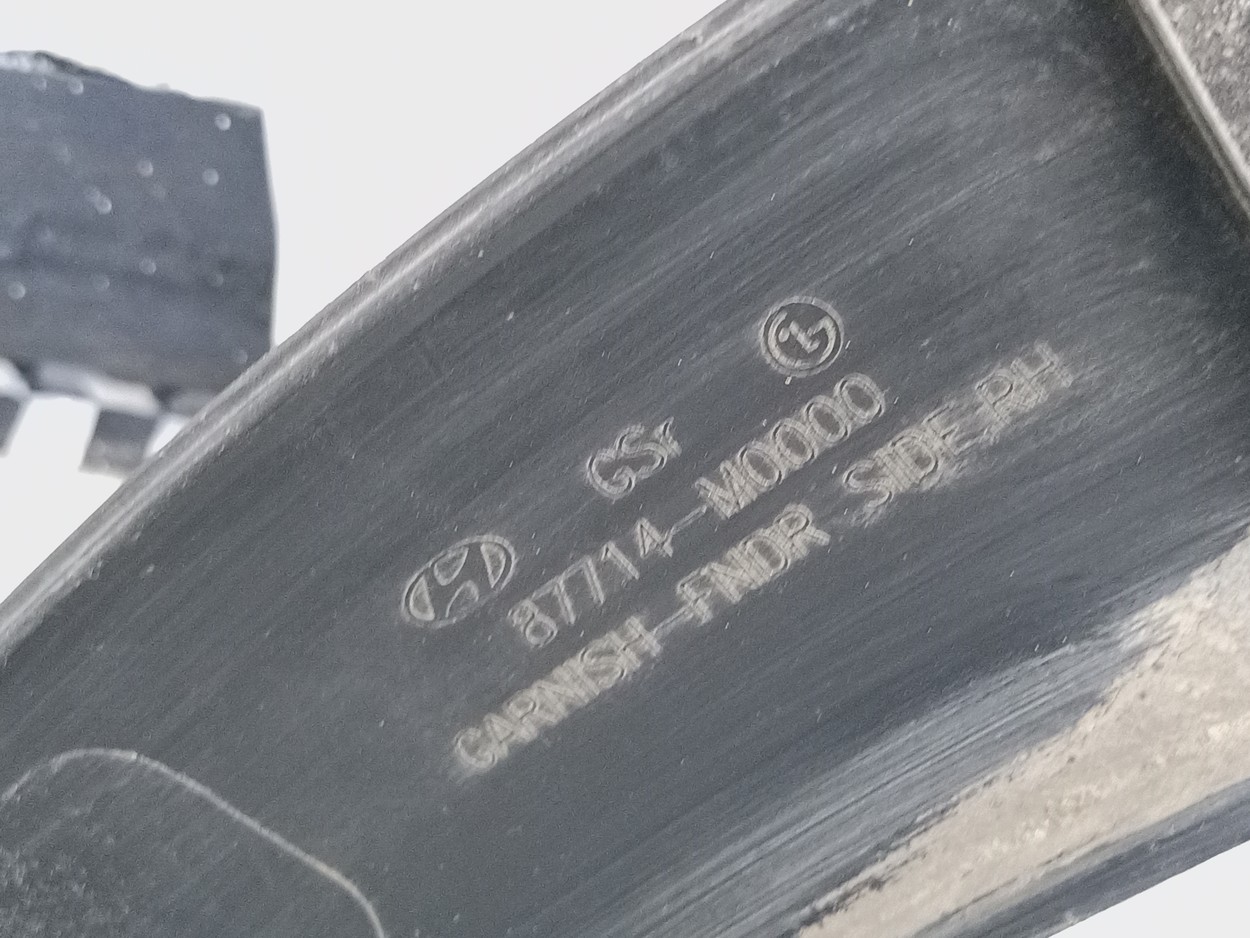 GSr
87714-M0000
GARNISH-FNDR SIDE,RH